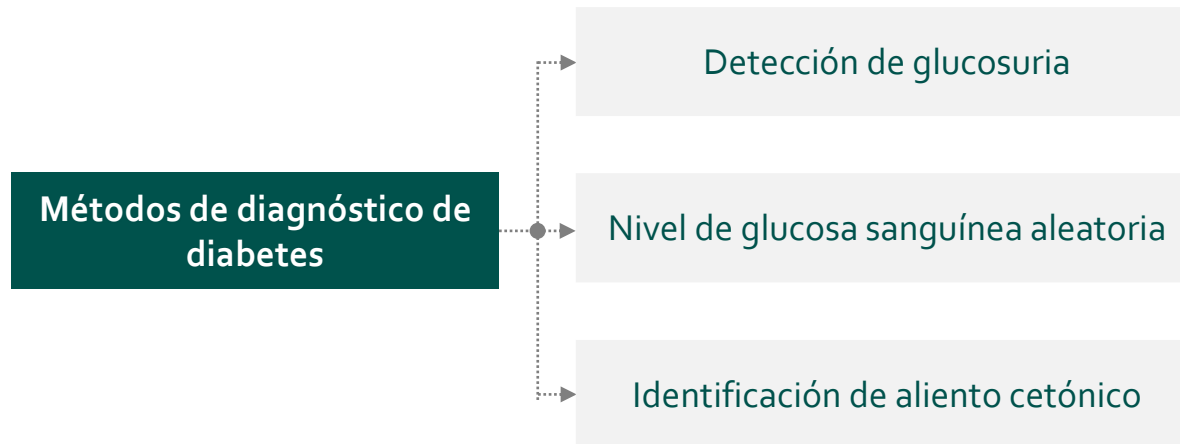 Detección de glucosuria
Métodos de diagnóstico de
diabetes
Nivel de glucosa sanguínea aleatoria
Identificación de aliento cetónico